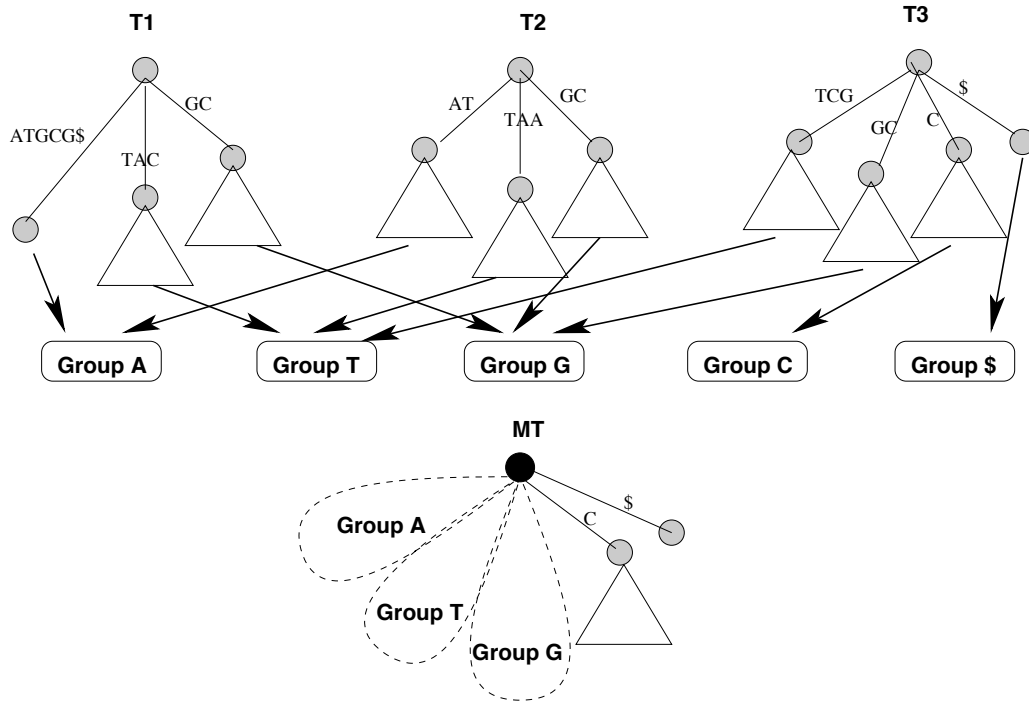 T1
T2
T3
ATGCG$
TAC
GC
AT
TAA
GC
TCG
GC
C
$
Group A
Group T
Group G
Group C
Group $
MT
Group A
Group T
Group G
C
$